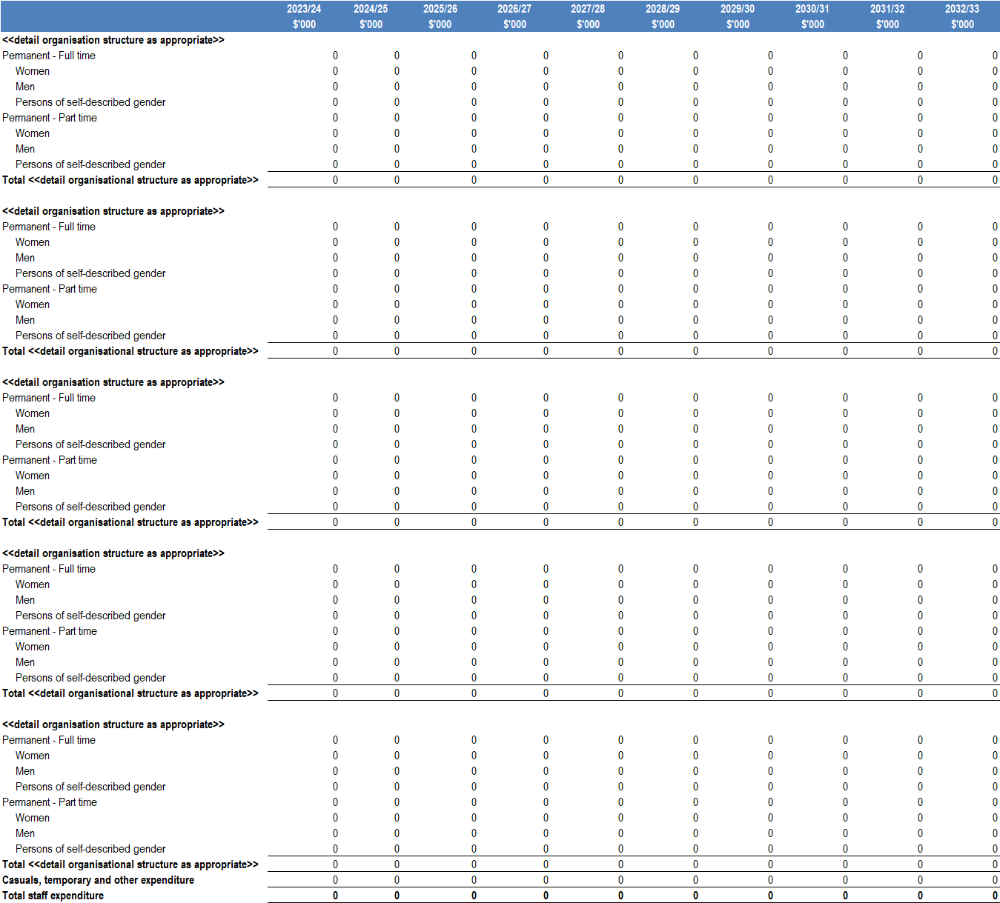 2023/24 2024/25 2025/26 2026/27 2027/28 2028/29 2029/30 2030/31 2031/32 2032/33
$'000 $'000 $'000 $'000 $'000 $'000 $'000 $'000 $'000 $'000
<<detail organisation structure as appropriate>>
Permanent - Full time 0 0 0 0 0 0 0 0 0 0
Women 0 0 0 0 0 0 0 0 0 0
Men 0 0 0 0 0 0 0 0 0 0
Persons of self-described gender 0 0 0 0 0 0 0 0 0 0
Permanent - Part time 0 0 0 0 0 0 0 0 0 0
Women 0 0 0 0 0 0 0 0 0 0
Men 0 0 0 0 0 0 0 0 0 0
Persons of self-described gender 0 0 0 0 0 0 0 0 0 0
Total <<detail organisational structure as appropriate>> 0 0 0 0 0 0 0 0 0 0
<<detail organisation structure as appropriate>>
Permanent - Full time 0 0 0 0 0 0 0 0 0 0
Women 0 0 0 0 0 0 0 0 0 0
Men 0 0 0 0 0 0 0 0 0 0
Persons of self-described gender 0 0 0 0 0 0 0 0 0 0
Permanent - Part time 0 0 0 0 0 0 0 0 0 0
Women 0 0 0 0 0 0 0 0 0 0
Men 0 0 0 0 0 0 0 0 0 0
Persons of self-described gender 0 0 0 0 0 0 0 0 0 0
Total <<detail organisational structure as appropriate>> 0 0 0 0 0 0 0 0 0 0
<<detail organisation structure as appropriate>>
Permanent - Full time 0 0 0 0 0 0 0 0 0 0
Women 0 0 0 0 0 0 0 0 0 0
Men 0 0 0 0 0 0 0 0 0 0
Persons of self-described gender 0 0 0 0 0 0 0 0 0 0
Permanent - Part time 0 0 0 0 0 0 0 0 0 0
Women 0 0 0 0 0 0 0 0 0 0
Men 0 0 0 0 0 0 0 0 0 0
Persons of self-described gender 0 0 0 0 0 0 0 0 0 0
Total <<detail organisational structure as appropriate>> 0 0 0 0 0 0 0 0 0 0
<<detail organisation structure as appropriate>>
Permanent - Full time 0 0 0 0 0 0 0 0 0 0
Women 0 0 0 0 0 0 0 0 0 0
Men 0 0 0 0 0 0 0 0 0 0
Persons of self-described gender 0 0 0 0 0 0 0 0 0 0
Permanent - Part time 0 0 0 0 0 0 0 0 0 0
Women 0 0 0 0 0 0 0 0 0 0
Men 0 0 0 0 0 0 0 0 0 0
Persons of self-described gender 0 0 0 0 0 0 0 0 0 0
Total <<detail organisational structure as appropriate>> 0 0 0 0 0 0 0 0 0 0
<<detail organisation structure as appropriate>>
Permanent - Full time 0 0 0 0 0 0 0 0 0 0
Women 0 0 0 0 0 0 0 0 0 0
Men 0 0 0 0 0 0 0 0 0 0
Persons of self-described gender 0 0 0 0 0 0 0 0 0 0
Permanent - Part time 0 0 0 0 0 0 0 0 0 0
Women 0 0 0 0 0 0 0 0 0 0
Men 0 0 0 0 0 0 0 0 0 0
Persons of self-described gender 0 0 0 0 0 0 0 0 0 0
Total <<detail organisational structure as appropriate>> 0 0 0 0 0 0 0 0 0 0
Casuals, temporary and other expenditure 0 0 0 0 0 0 0 0 0 0
Total staff expenditure 0 0 0 0 0 0 0 0 0 0